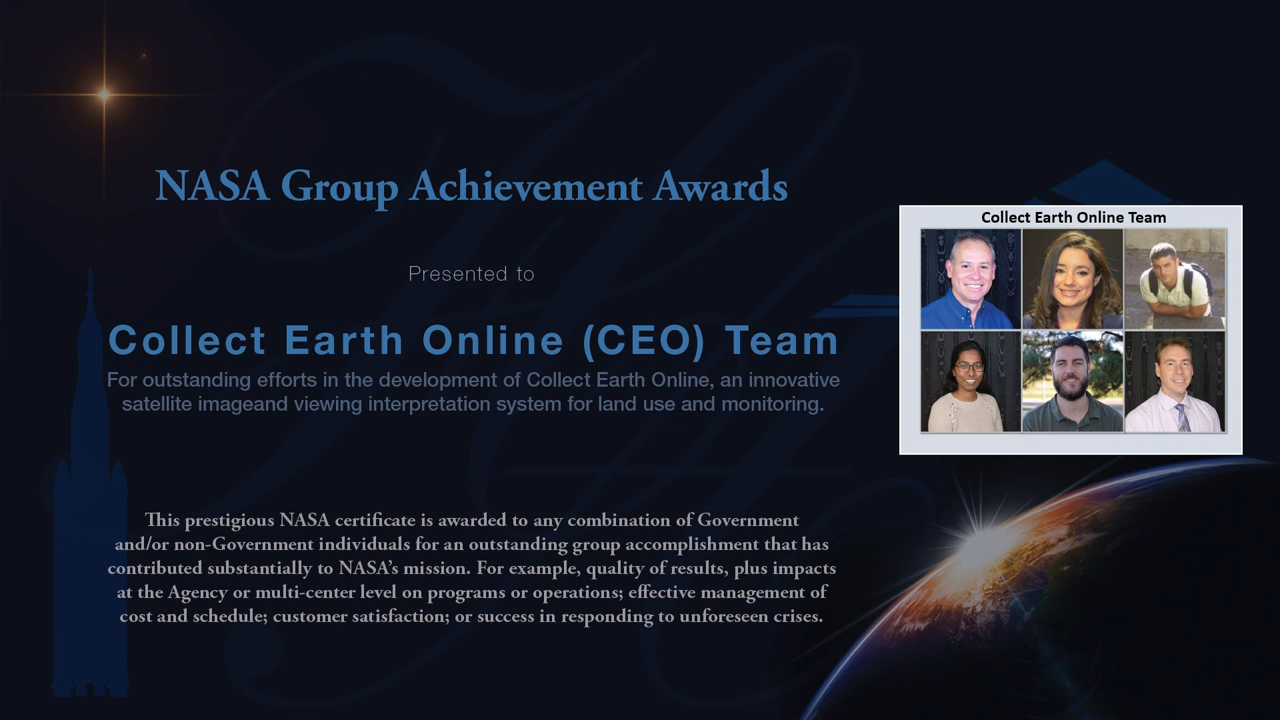 NASA Group Achievement Awards
Presented to
Collect Earth Online (CEO) Team
For outstanding efforts in the development of Collect Earth Online, an innovative
satellite imageand viewing interpretation system for land use and monitoring.
This prestigious NASA certificate is awarded to any combination of Government
and/or non-Government individuals for an outstanding group accomplishment that has
contributed substantially to NASA’s mission. For example, quality of results, plus impacts
at the Agency or multi-center level on programs or operations; effective management of
cost and schedule; customer satisfaction; or success in responding to unforeseen crises.
Collect Earth Online Team